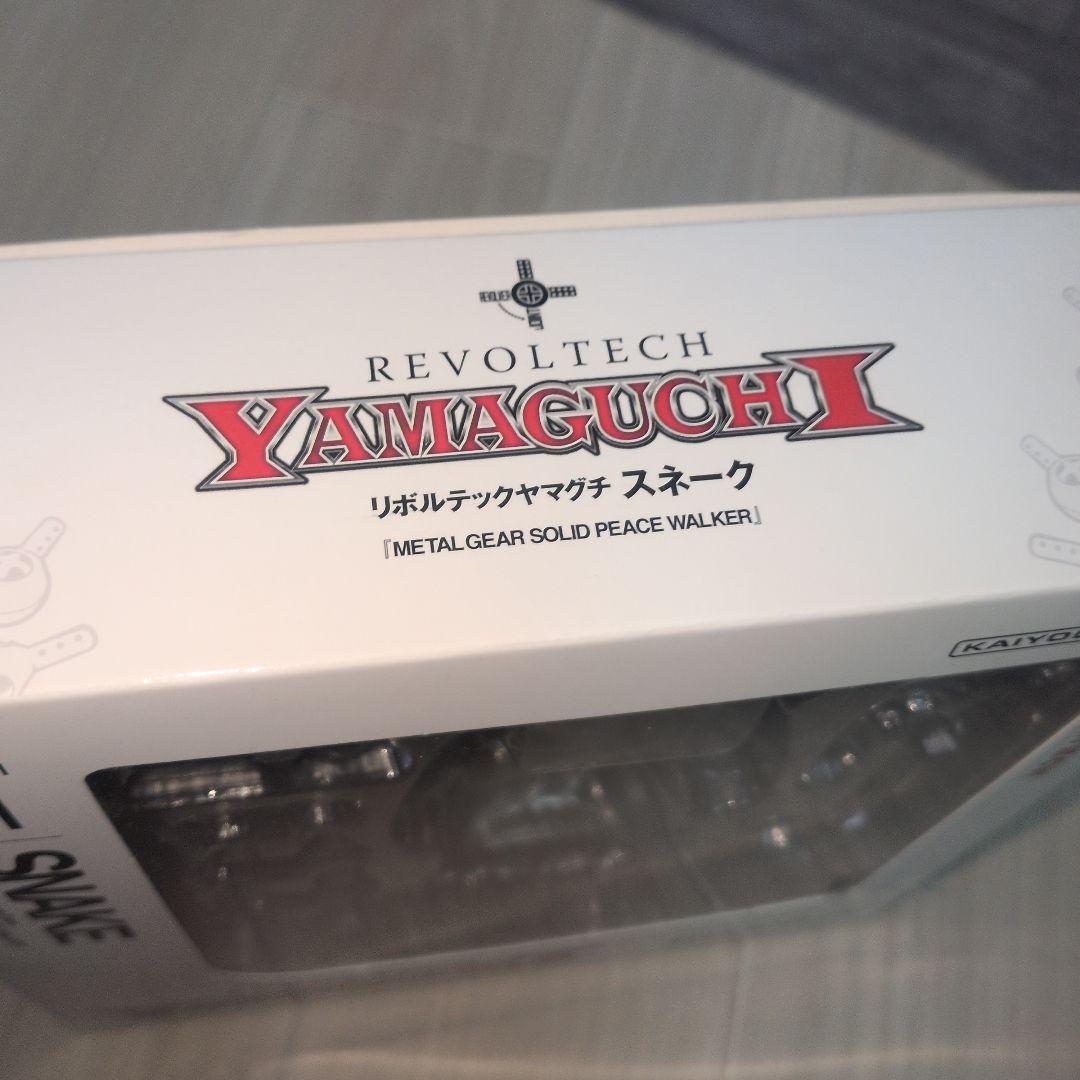 REVOLTECH
YAMAGUCHI
リボルテックヤマグチ スネーク
『METAL GEAR SOLID PEACE WALKER』
SNAKE